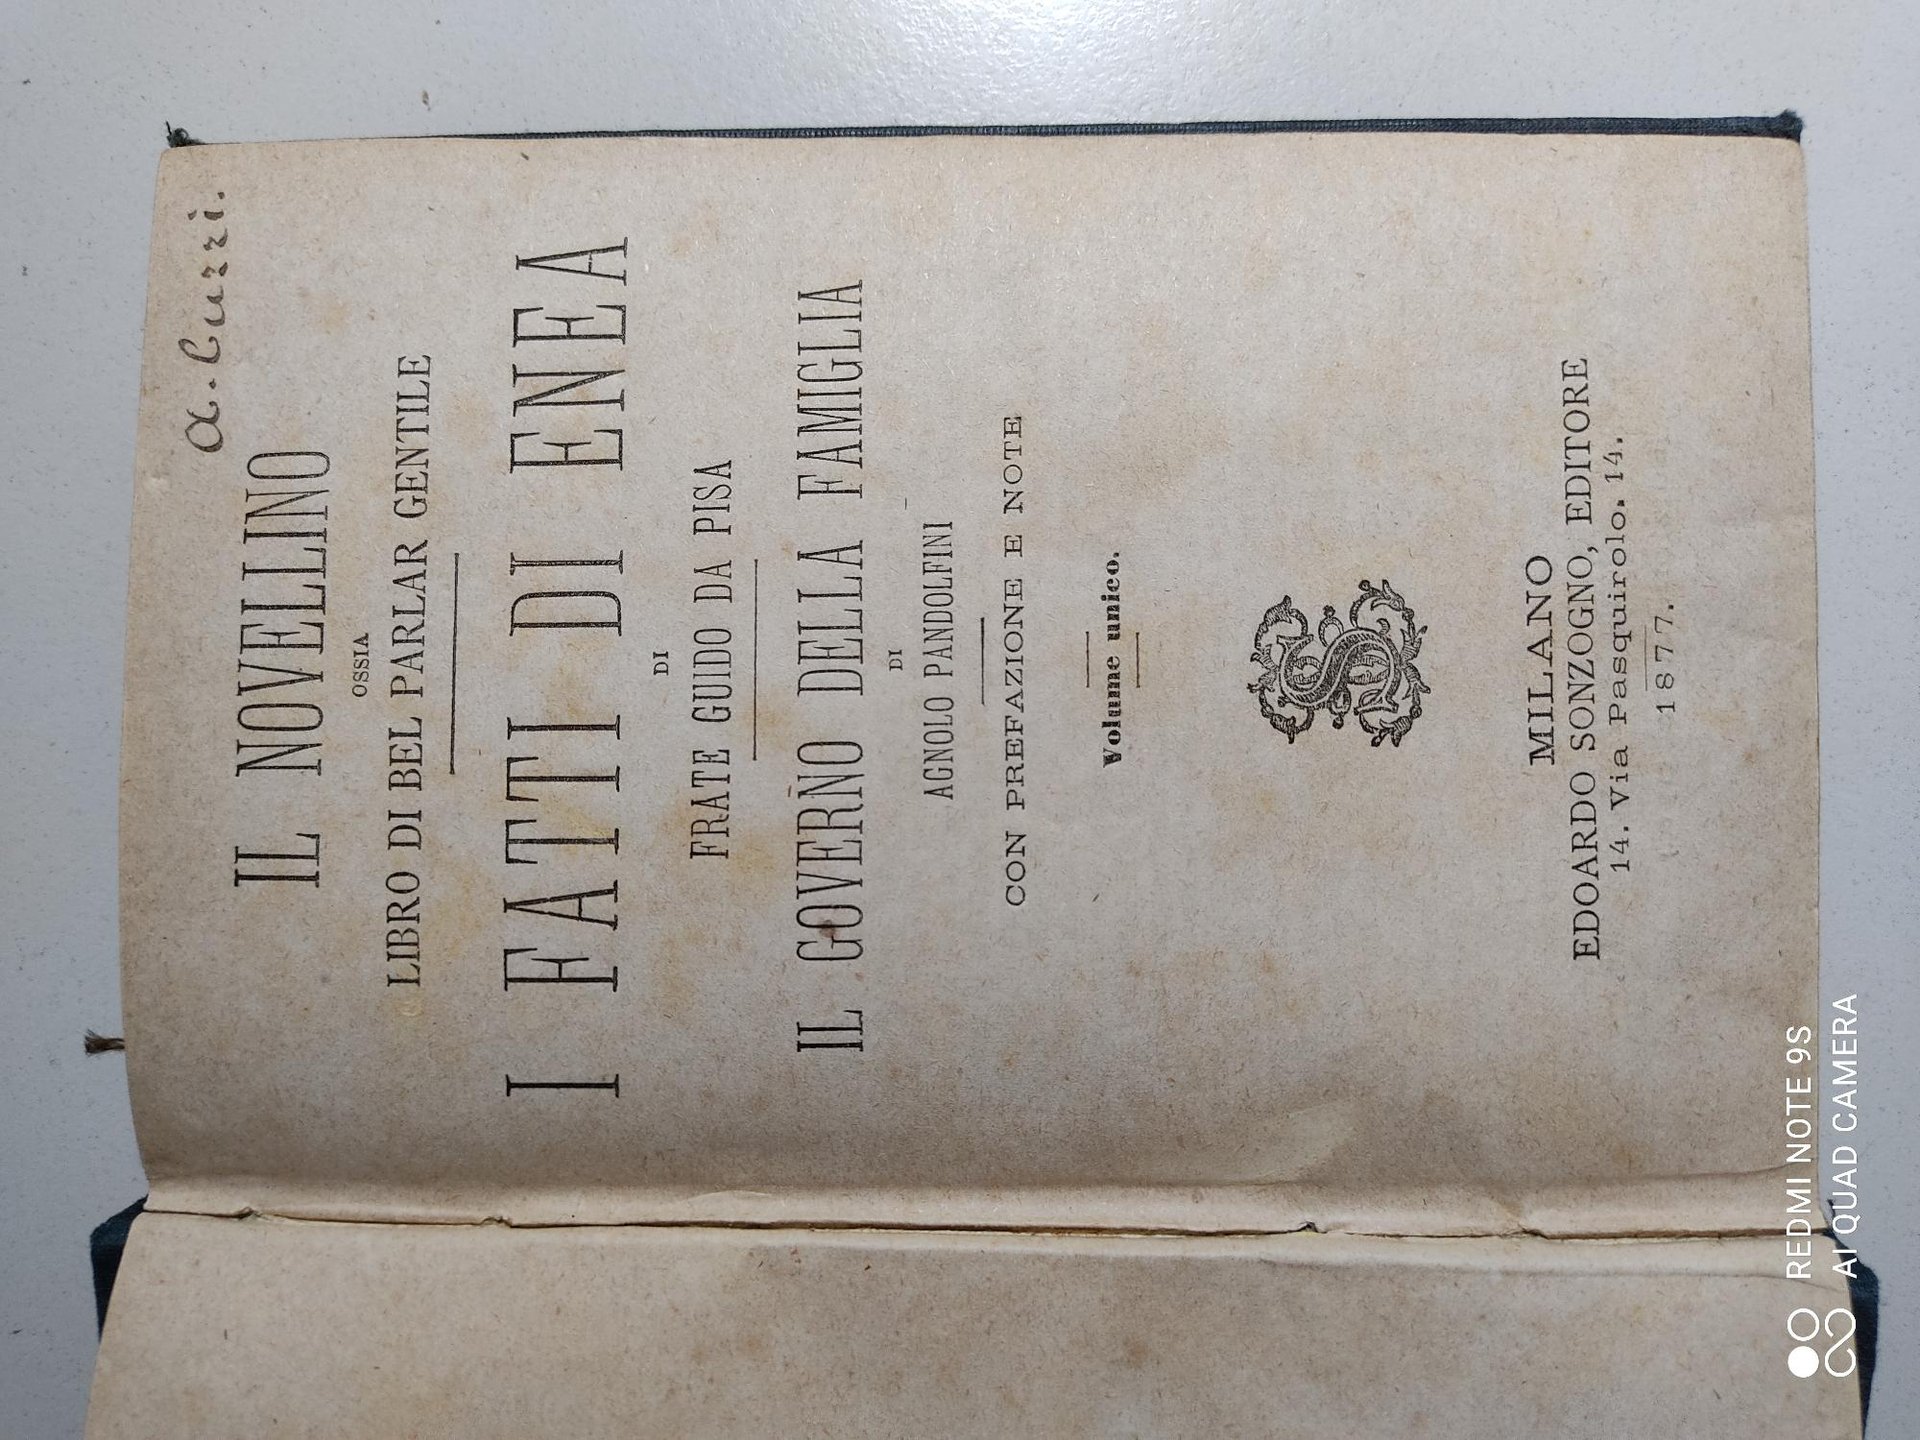 a. Curzi.
IL NOVELLINO
OSSIA
LIBRO DI BEL PARLAR GENTILE
I FATTI DI ENEA
DI
FRATE GUIDO DA PISA
IL GOVERNO DELLA FAMIGLIA
DI
AGNOLO PANDOLFINI
CON PREFAZIONE E NOTE
Volume unico.
MILANO
EDOARDO SONZOGNO, EDITORE
14. Via Pasquirolo. 14.
1877.
REDMI NOTE 9S
AI QUAD CAMERA